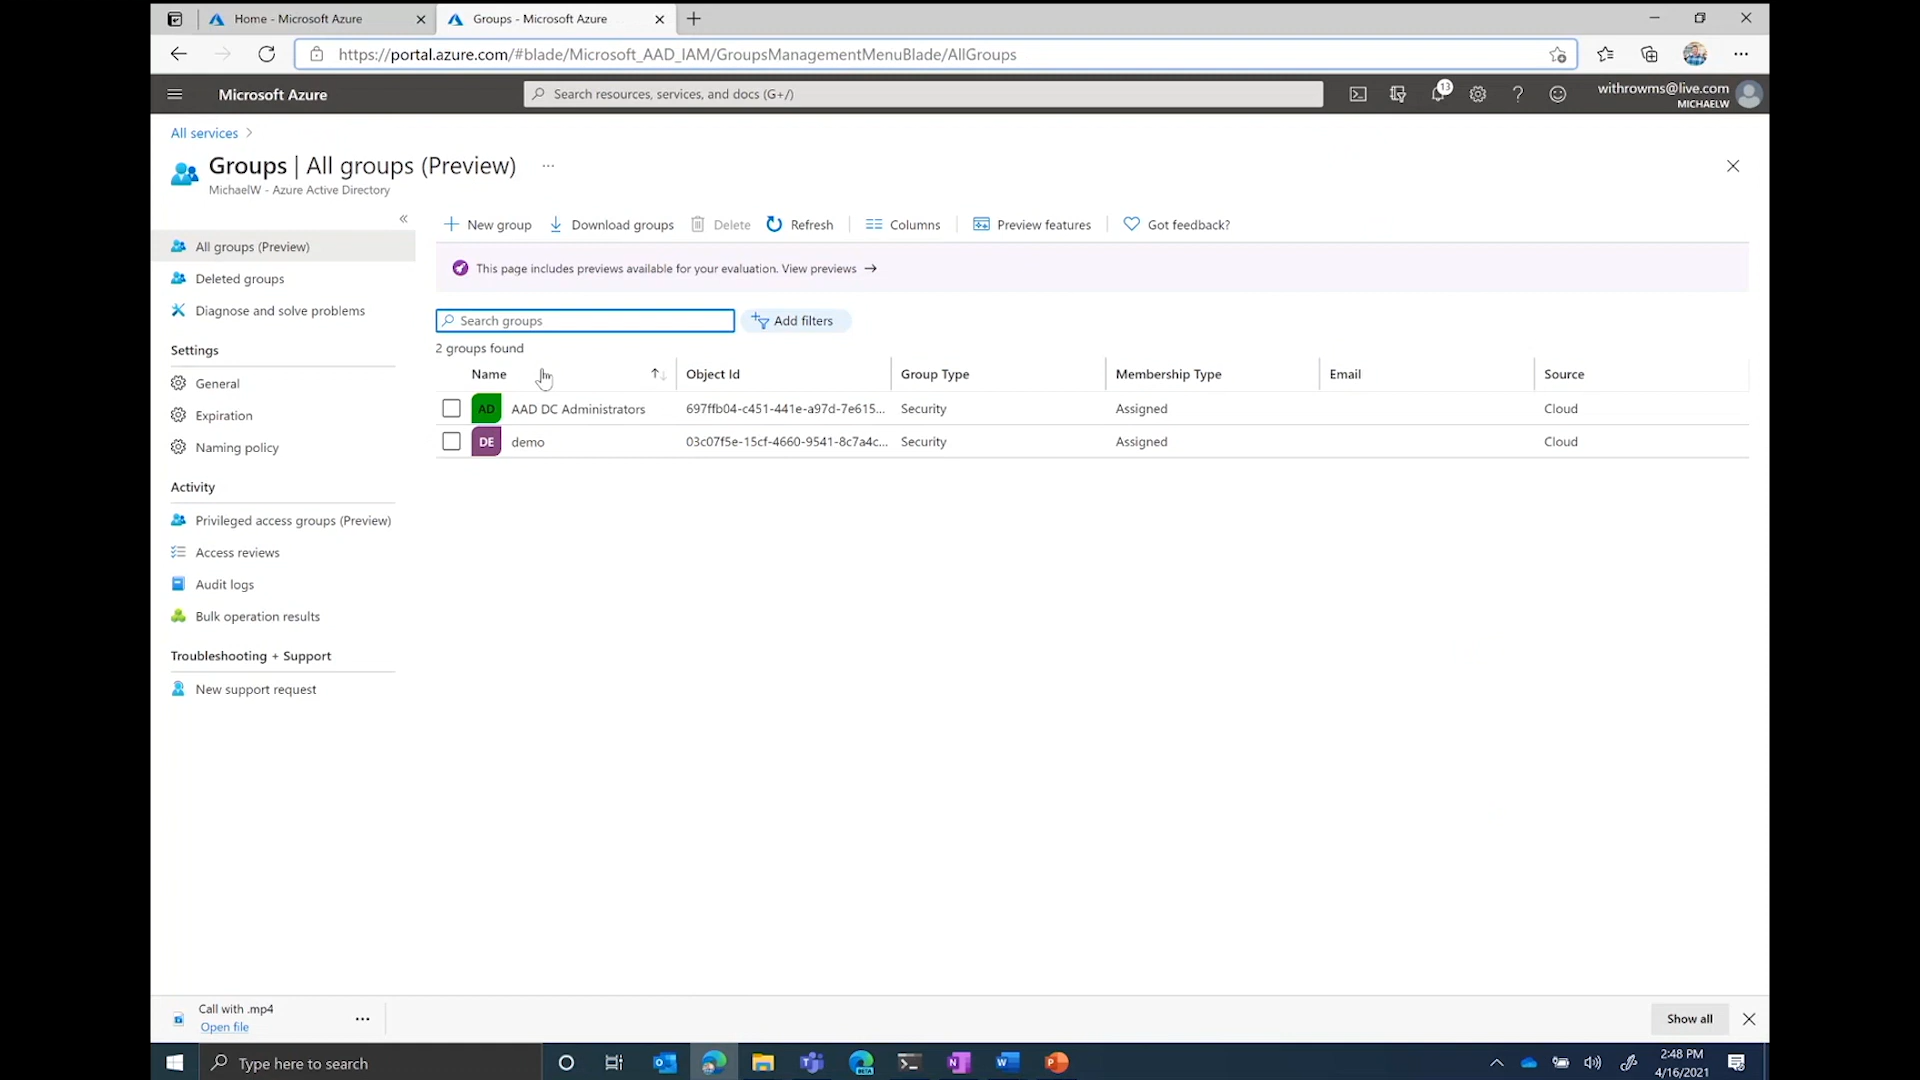 Home - Microsoft Azure
Groups - Microsoft Azure
https://portal.azure.com/#blade/Microsoft_AAD_IAM/GroupsManagementMenuBlade/AllGroups
Microsoft Azure
Search resources, services, and docs (G+/)
13
withrowms@live.com
MICHAELW
All services
Groups | All groups (Preview)
MichaelW - Azure Active Directory
New group
Download groups
Delete
Refresh
Columns
Preview features
Got feedback?
All groups (Preview)
Deleted groups
Diagnose and solve problems
Settings
General
Expiration
Naming policy
Activity
Privileged access groups (Preview)
Access reviews
Audit logs
Bulk operation results
Troubleshooting + Support
New support request
This page includes previews available for your evaluation. View previews →
Search groups
Add filters
2 groups found
Name Object Id Group Type Membership Type Email Source
AD AAD DC Administrators 697ffb04-c451-441e-a97d-7e615... Security Assigned Cloud
DE demo 03c07f5e-15cf-4660-9541-8c7a4c... Security Assigned Cloud
Call with .mp4
Open file
Show all
Type here to search
BETA
2:48 PM
4/16/2021